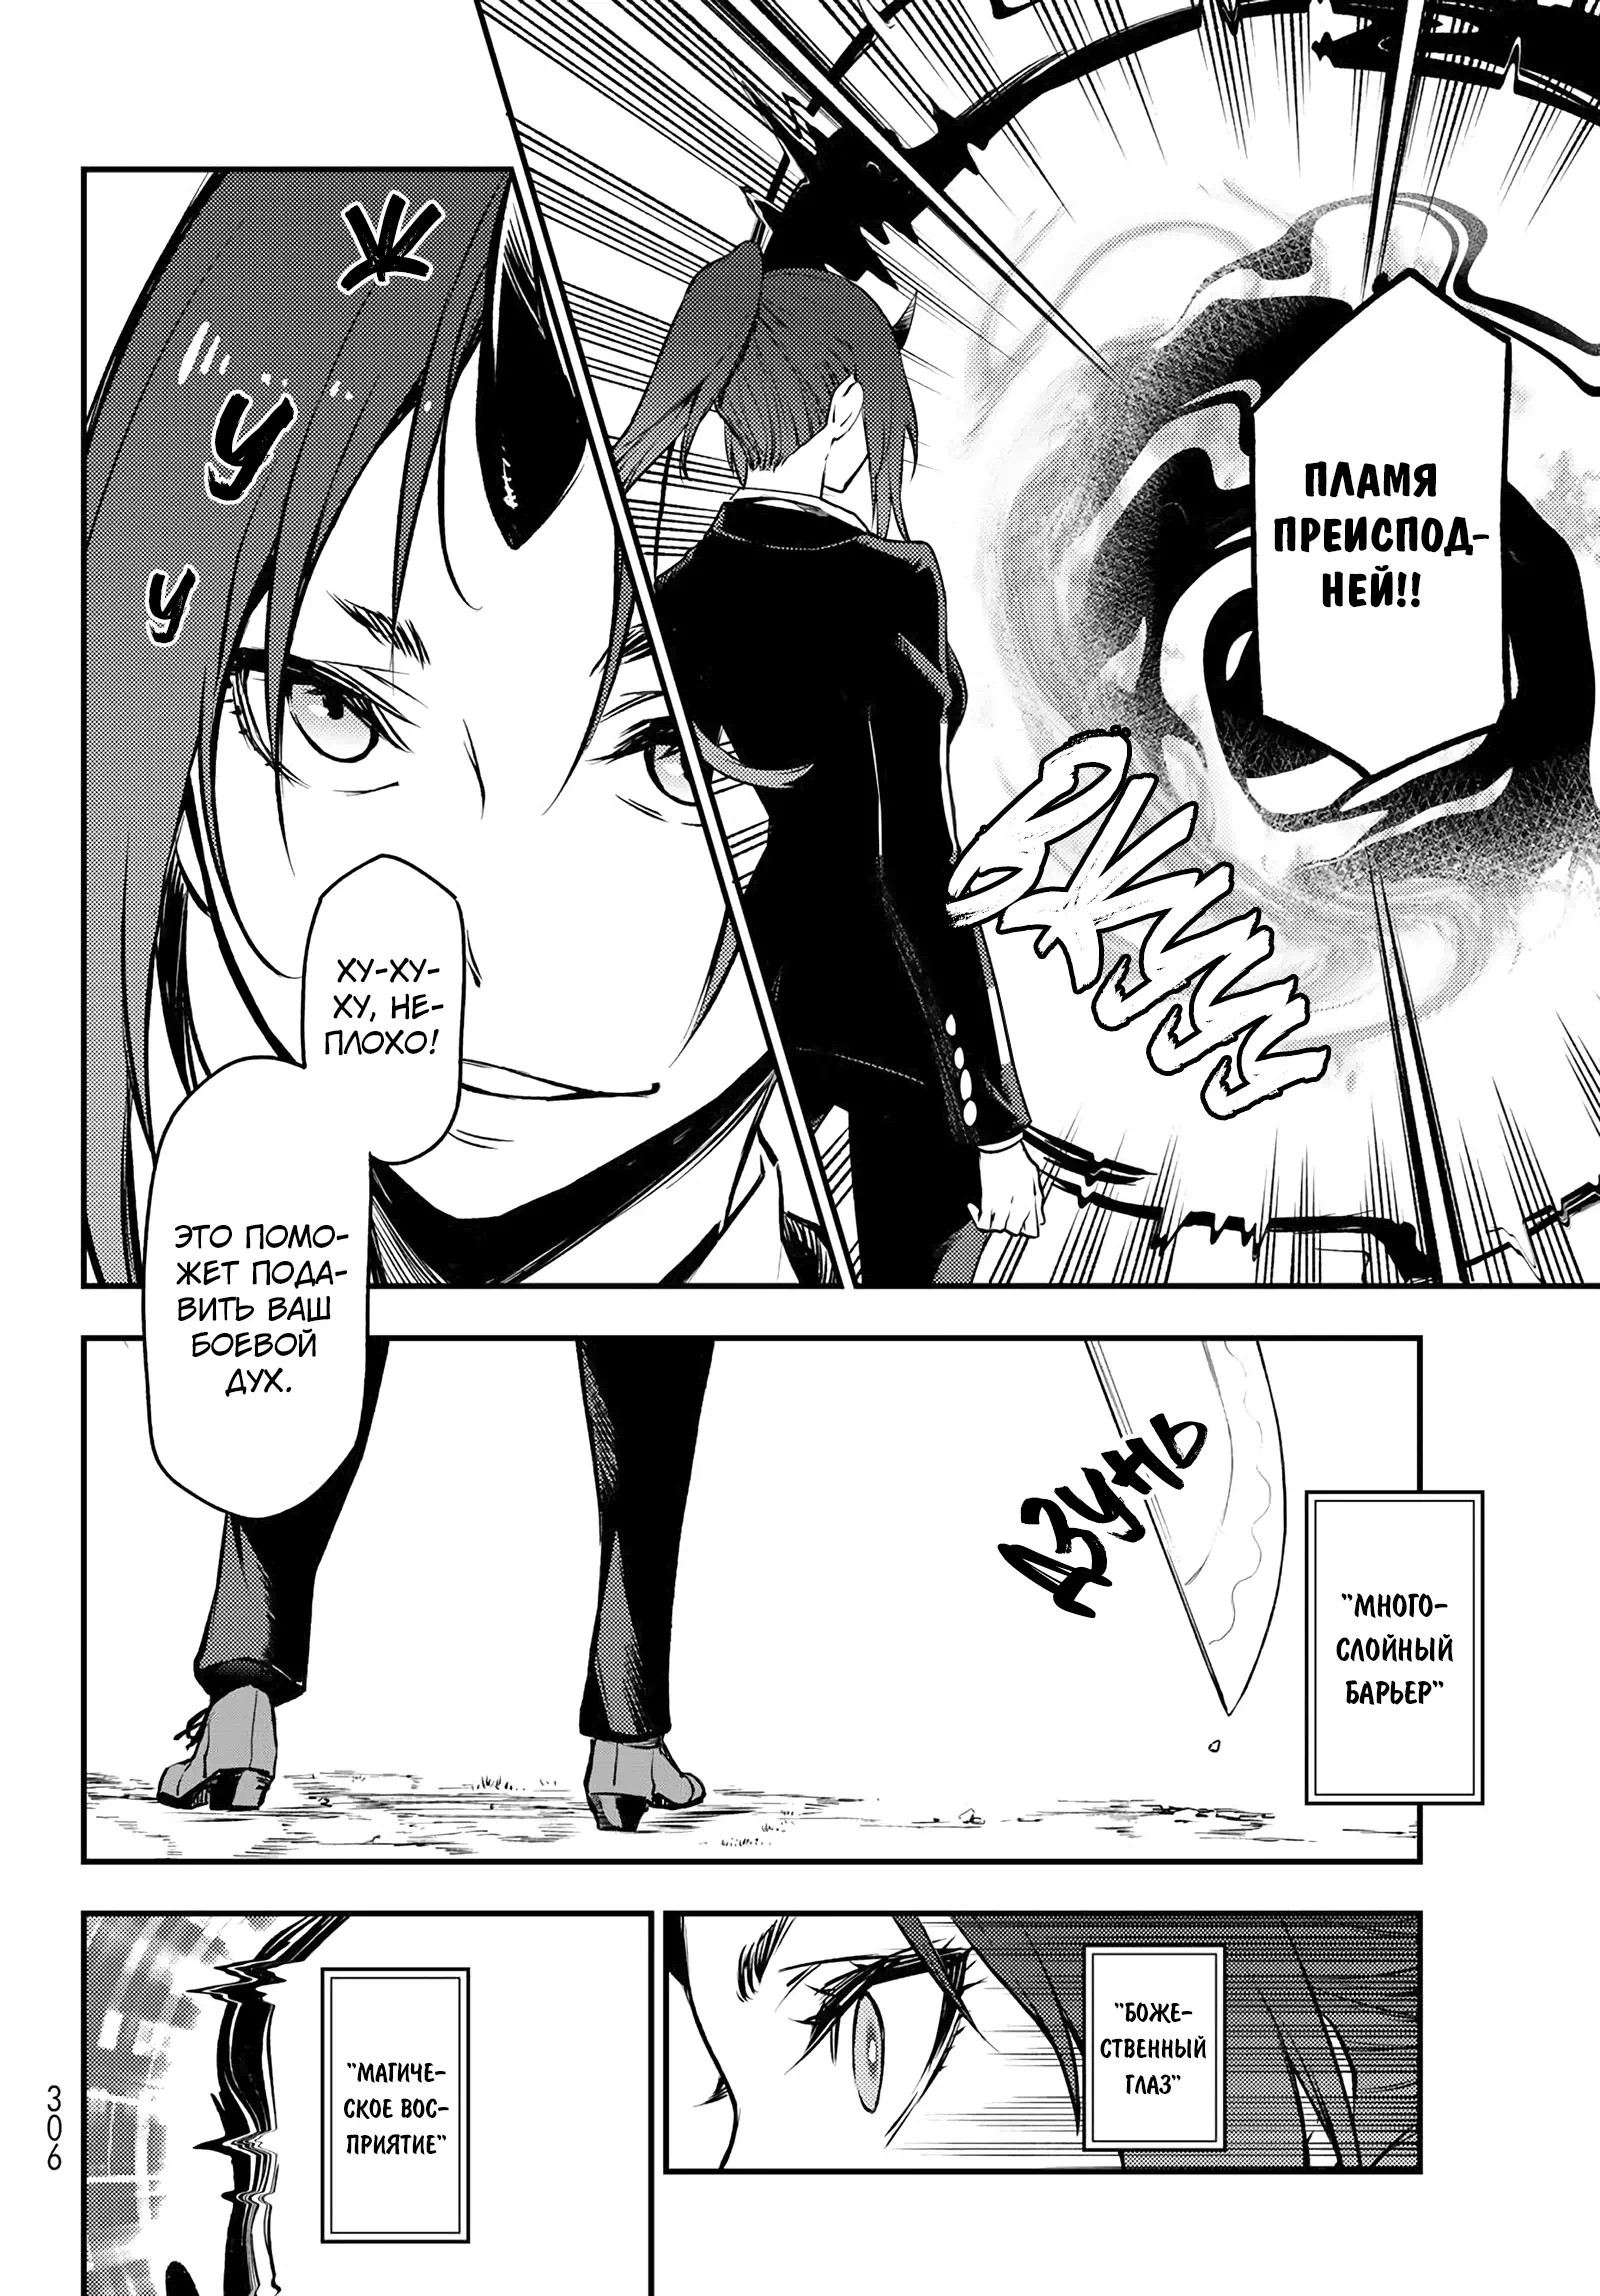 ПЛАМЯ
ПРЕИСПОД-
НЕЙ!!
ВЖУУУ
Ж
У
У
ХУ-ХУ-
ХУ, НЕ-
ПЛОХО!
ЭТО ПОМО-
ЖЕТ ПОДА-
ВИТЬ ВАШ
БОЕВОЙ
ДУХ.
"МНОГО-
СЛОЙНЫЙ
БАРЬЕР"
ДЗУНЬ
"БОЖЕ-
СТВЕННЫЙ
ГЛАЗ"
"МАГИЧЕ-
СКОЕ ВОС-
ПРИЯТИЕ"
306